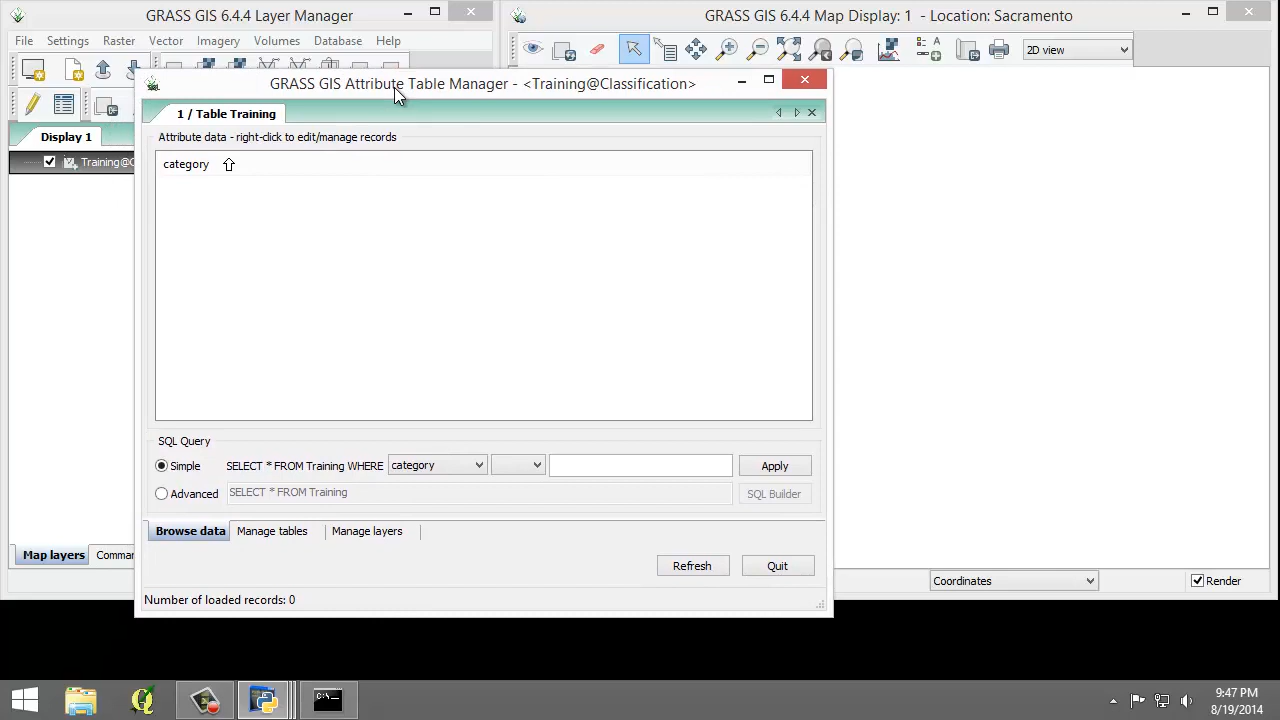 GRASS GIS 6.4.4 Layer Manager
GRASS GIS 6.4.4 Map Display: 1 - Location: Sacramento
File Settings Raster Vector Imagery Volumes Database Help
2D view
GRASS GIS Attribute Table Manager - <Training@Classification>
1 / Table Training
Display 1
Attribute data - right-click to edit/manage records
Training@C
category
SQL Query
Simple SELECT * FROM Training WHERE category Apply
Advanced SELECT * FROM Training SQL Builder
Browse data Manage tables Manage layers
Map layers Comma
Refresh Quit
Coordinates Render
Number of loaded records: 0
9:47 PM
8/19/2014